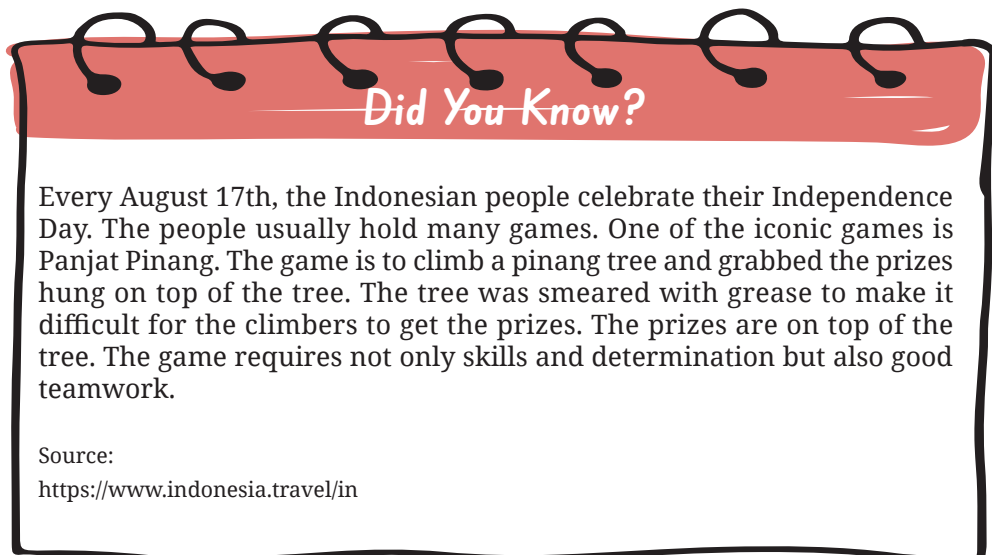 Did You Know?
Every August 17th, the Indonesian people celebrate their Independence
Day. The people usually hold many games. One of the iconic games is
Panjat Pinang. The game is to climb a pinang tree and grabbed the prizes
hung on top of the tree. The tree was smeared with grease to make it
difficult for the climbers to get the prizes. The prizes are on top of the
tree. The game requires not only skills and determination but also good
teamwork.
Source:
https://www.indonesia.travel/in